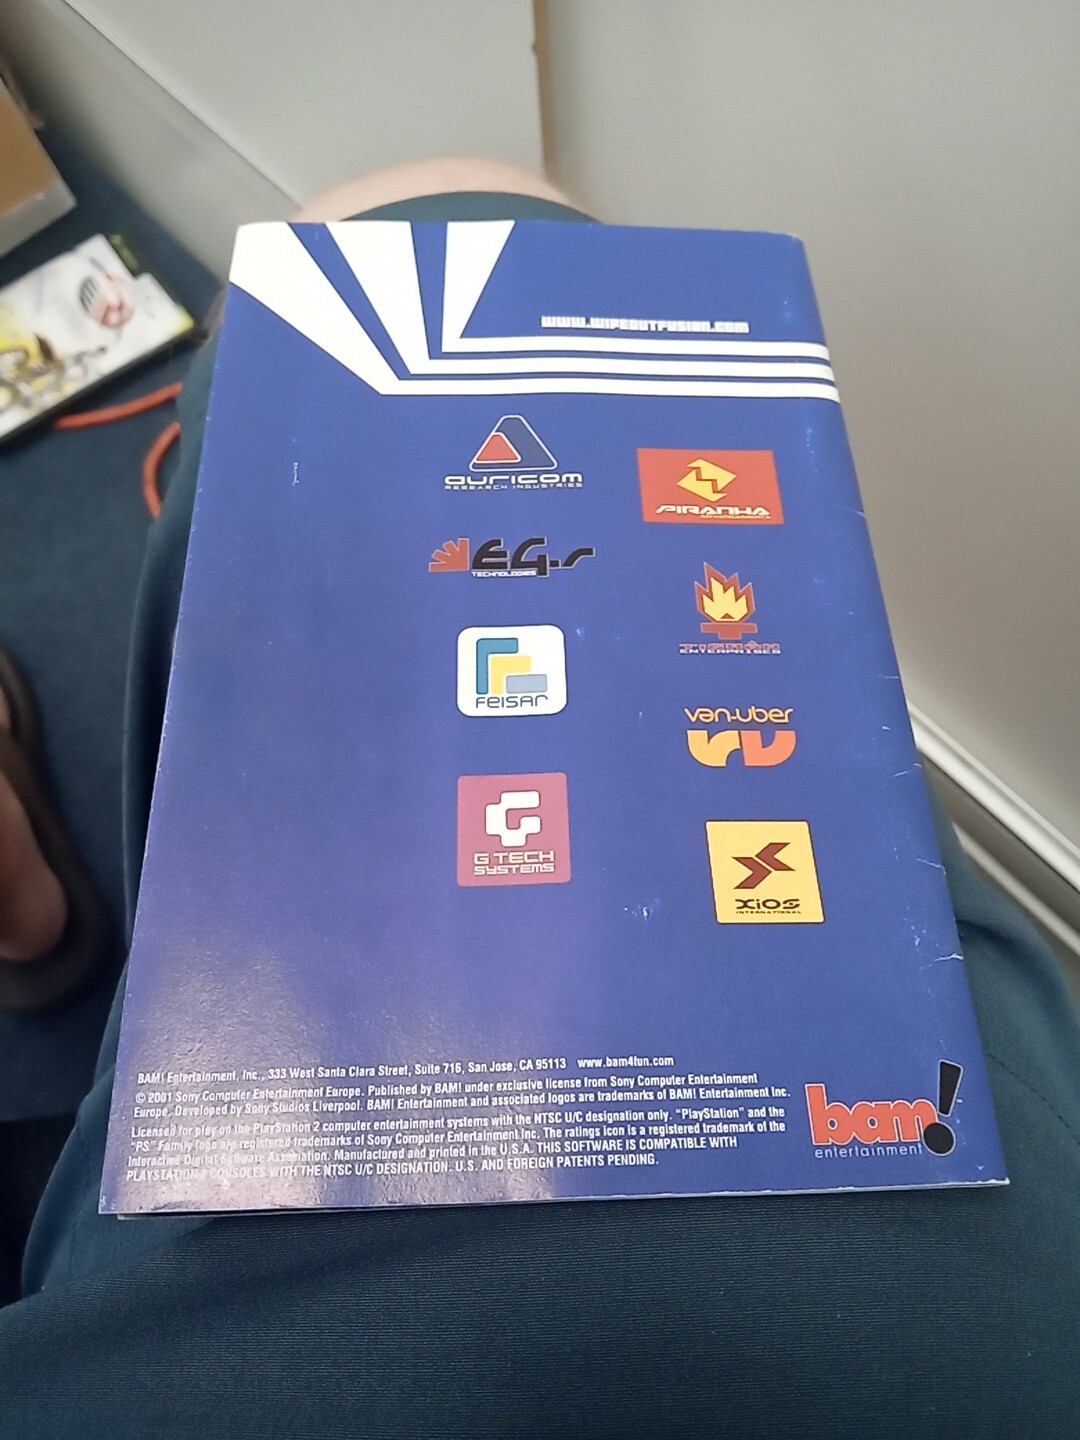 www.wipeoutfusion.com
auricom
RESEARCH INDUSTRIES
PIRANHA
ADVANCEMENTS
EG.r
TECHNOLOGIES
TIGRON
ENTERPRISES
FEISAR
van-uber
G TECH
SYSTEMS
XIOS
INTERNATIONAL
BAM! Entertainment, Inc., 333 West Santa Clara Street, Suite 716, San Jose, CA 95113 www.bam4fun.com
© 2001 Sony Computer Entertainment Europe. Published by BAM! under exclusive license from Sony Computer Entertainment
Europe. Developed by Sony Studios Liverpool. BAM! Entertainment and associated logos are trademarks of BAM! Entertainment Inc.
Licensed for play on the PlayStation 2 computer entertainment systems with the NTSC U/C designation only. "PlayStation" and the
"PS" Family logo are registered trademarks of Sony Computer Entertainment Inc. The ratings icon is a registered trademark of the
Interactive Digital Software Association. Manufactured and printed in the U.S.A. THIS SOFTWARE IS COMPATIBLE WITH
PLAYSTATION 2 CONSOLES WITH THE NTSC U/C DESIGNATION. U.S. AND FOREIGN PATENTS PENDING.
bam!
entertainment